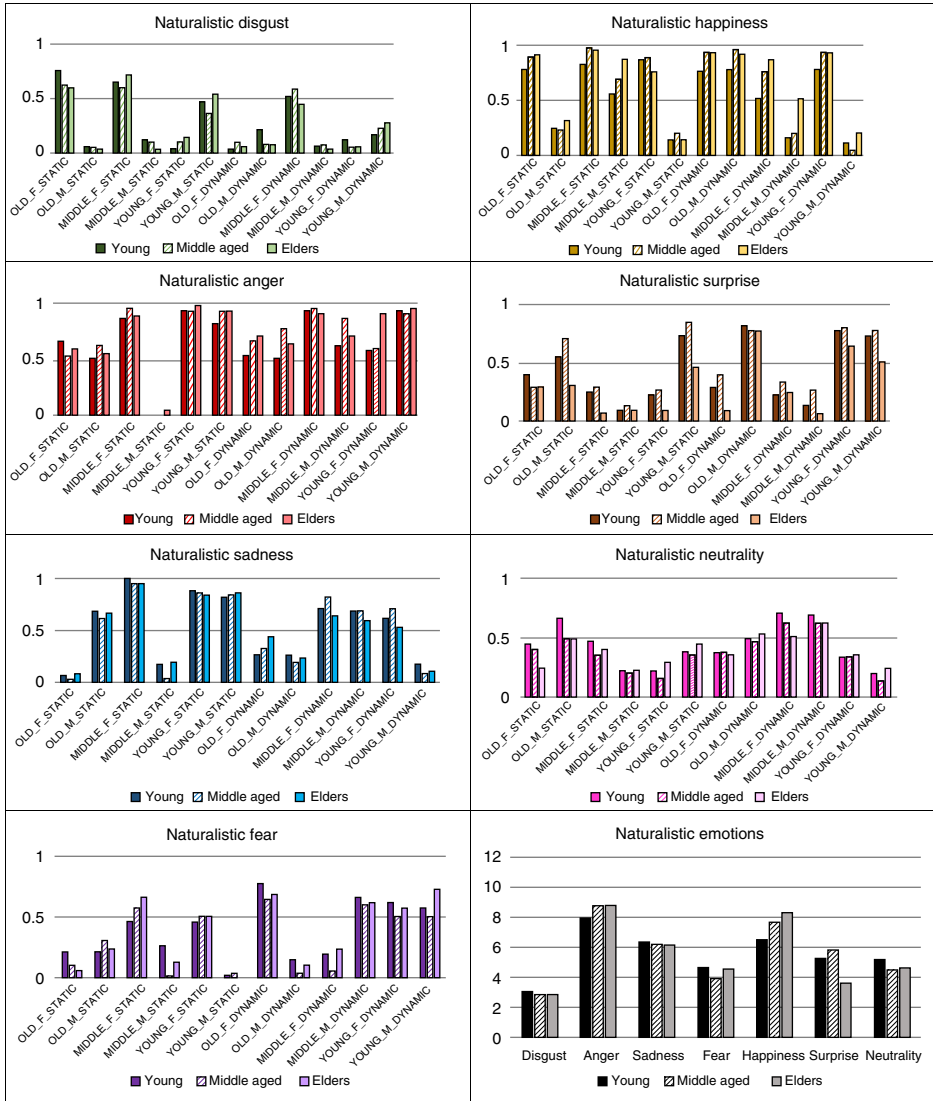 Naturalistic disgust
1
0.5
0
OLD_F_STATIC
OLD_M_STATIC
MIDDLE_F_STATIC
MIDDLE_M_STATIC
YOUNG_F_STATIC
YOUNG_M_STATIC
OLD_F_DYNAMIC
OLD_M_DYNAMIC
MIDDLE_F_DYNAMIC
MIDDLE_M_DYNAMIC
YOUNG_F_DYNAMIC
YOUNG_M_DYNAMIC
Young Middle aged Elders
Naturalistic happiness
1
0.5
0
OLD_F_STATIC
OLD_M_STATIC
MIDDLE_F_STATIC
MIDDLE_M_STATIC
YOUNG_F_STATIC
YOUNG_M_STATIC
OLD_F_DYNAMIC
OLD_M_DYNAMIC
MIDDLE_F_DYNAMIC
MIDDLE_M_DYNAMIC
YOUNG_F_DYNAMIC
YOUNG_M_DYNAMIC
Young Middle aged Elders
Naturalistic anger
1
0.5
0
OLD_F_STATIC
OLD_M_STATIC
MIDDLE_F_STATIC
MIDDLE_M_STATIC
YOUNG_F_STATIC
YOUNG_M_STATIC
OLD_F_DYNAMIC
OLD_M_DYNAMIC
MIDDLE_F_DYNAMIC
MIDDLE_M_DYNAMIC
YOUNG_F_DYNAMIC
YOUNG_M_DYNAMIC
Young Middle aged Elders
Naturalistic surprise
1
0.5
0
OLD_F_STATIC
OLD_M_STATIC
MIDDLE_F_STATIC
MIDDLE_M_STATIC
YOUNG_F_STATIC
YOUNG_M_STATIC
OLD_F_DYNAMIC
OLD_M_DYNAMIC
MIDDLE_F_DYNAMIC
MIDDLE_M_DYNAMIC
YOUNG_F_DYNAMIC
YOUNG_M_DYNAMIC
Young Middle aged Elders
Naturalistic sadness
1
0.5
0
OLD_F_STATIC
OLD_M_STATIC
MIDDLE_F_STATIC
MIDDLE_M_STATIC
YOUNG_F_STATIC
YOUNG_M_STATIC
OLD_F_DYNAMIC
OLD_M_DYNAMIC
MIDDLE_F_DYNAMIC
MIDDLE_M_DYNAMIC
YOUNG_F_DYNAMIC
YOUNG_M_DYNAMIC
Young Middle aged Elders
Naturalistic neutrality
1
0.5
0
OLD_F_STATIC
OLD_M_STATIC
MIDDLE_F_STATIC
MIDDLE_M_STATIC
YOUNG_F_STATIC
YOUNG_M_STATIC
OLD_F_DYNAMIC
OLD_M_DYNAMIC
MIDDLE_F_DYNAMIC
MIDDLE_M_DYNAMIC
YOUNG_F_DYNAMIC
YOUNG_M_DYNAMIC
Young Middle aged Elders
Naturalistic fear
1
0.5
0
OLD_F_STATIC
OLD_M_STATIC
MIDDLE_F_STATIC
MIDDLE_M_STATIC
YOUNG_F_STATIC
YOUNG_M_STATIC
OLD_F_DYNAMIC
OLD_M_DYNAMIC
MIDDLE_F_DYNAMIC
MIDDLE_M_DYNAMIC
YOUNG_F_DYNAMIC
YOUNG_M_DYNAMIC
Young Middle aged Elders
Naturalistic emotions
12
10
8
6
4
2
0
Disgust Anger Sadness Fear Happiness Surprise Neutrality
Young Middle aged Elders